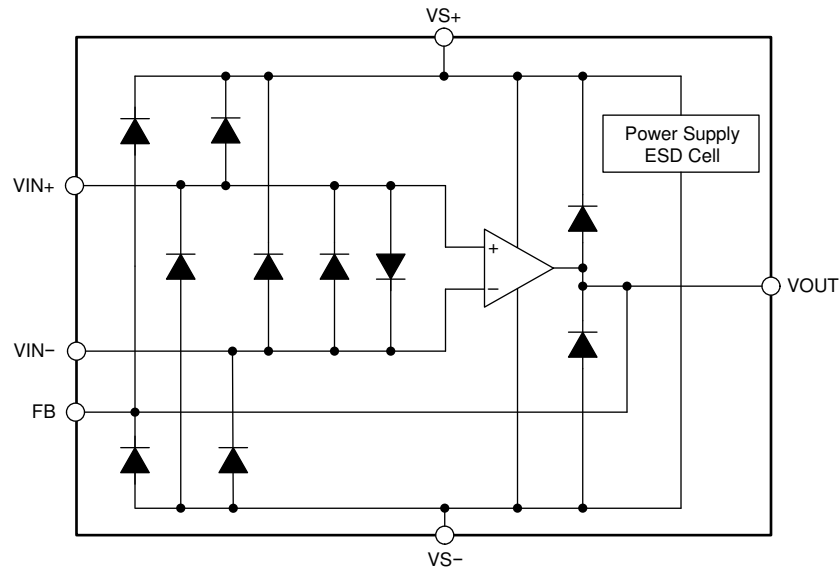 VS+
Power Supply
ESD Cell
VIN+
+
−
VOUT
VIN−
FB
VS−